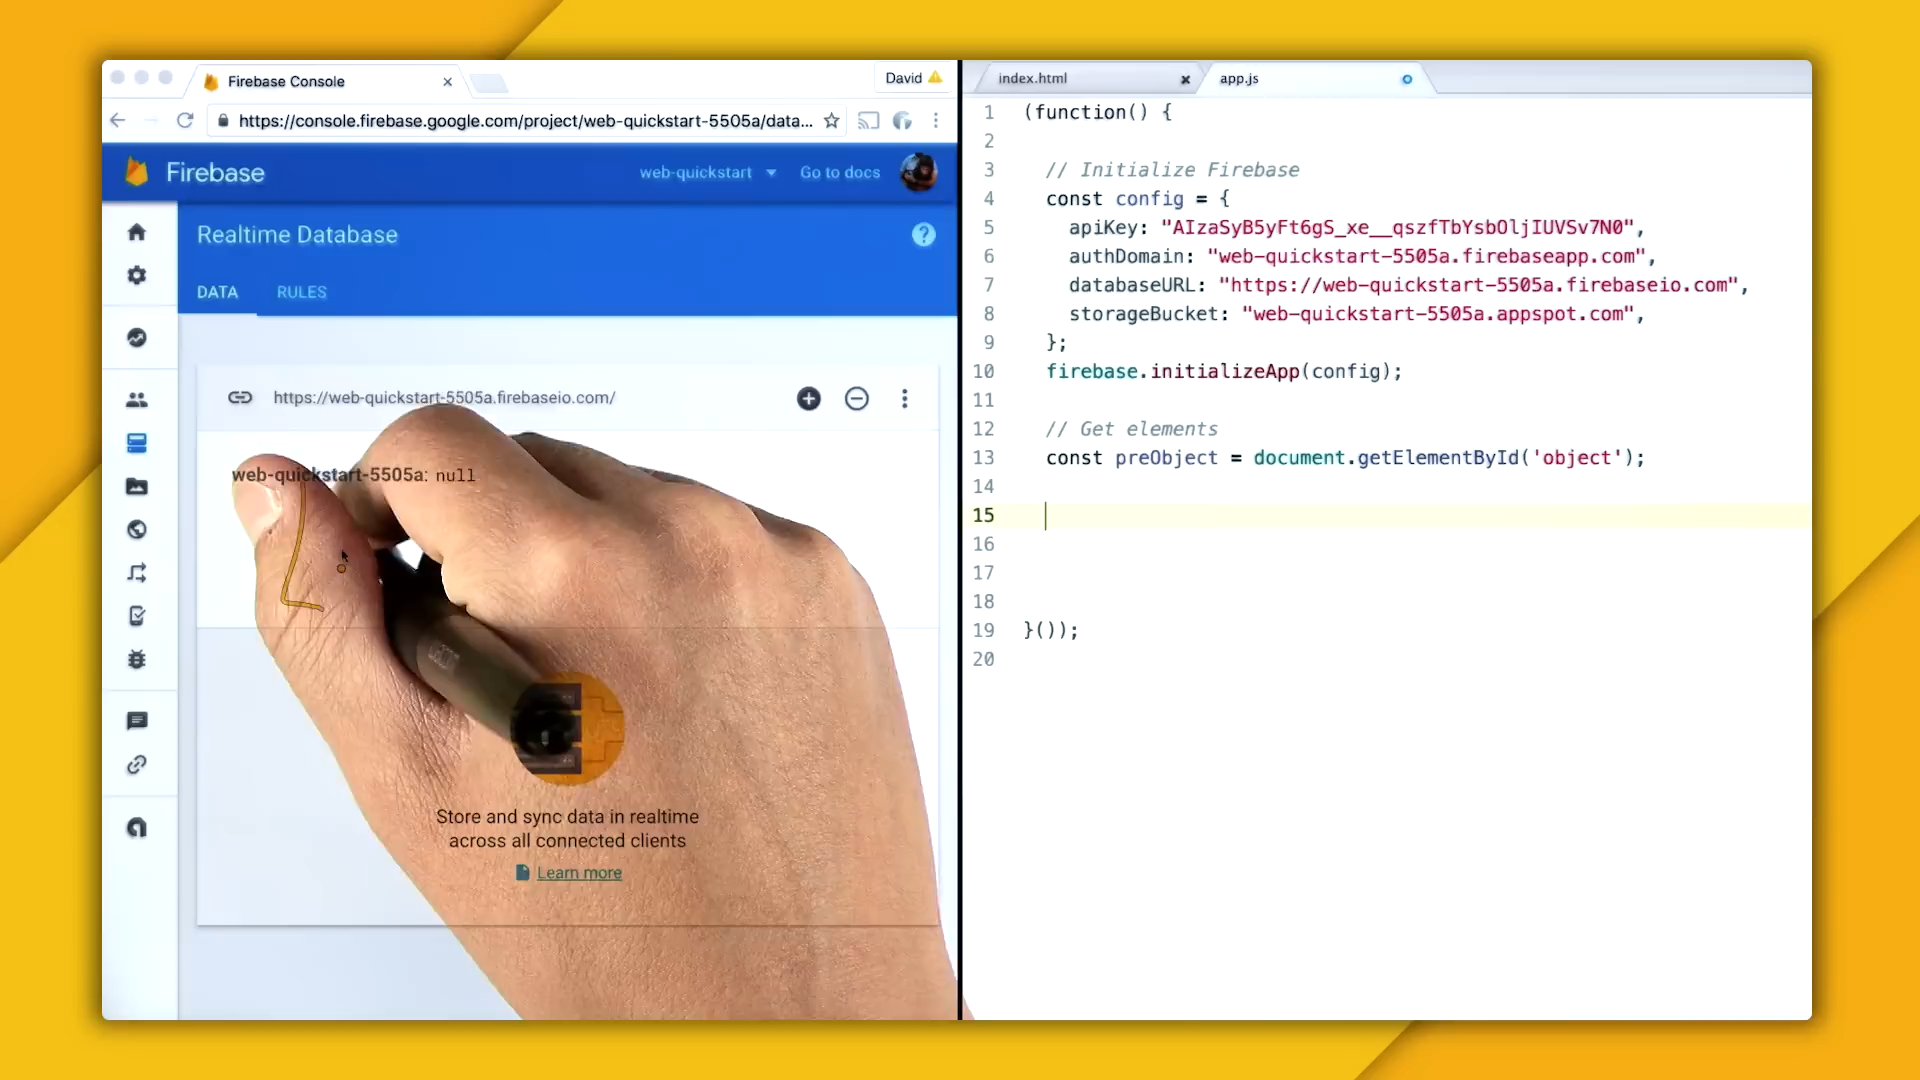 Firebase Console
David
https://console.firebase.google.com/project/web-quickstart-5505a/data...
Firebase
web-quickstart
Go to docs
Realtime Database
?
DATA
RULES
https://web-quickstart-5505a.firebaseio.com/
web-quickstart-5505a: null
Store and sync data in realtime
across all connected clients
Learn more
index.html
app.js
1 (function() {
2
3 // Initialize Firebase
4 const config = {
5 apiKey: "AIzaSyB5yFt6gS_xe__qszfTbYsbOljIUVSv7N0",
6 authDomain: "web-quickstart-5505a.firebaseapp.com",
7 databaseURL: "https://web-quickstart-5505a.firebaseio.com",
8 storageBucket: "web-quickstart-5505a.appspot.com",
9 };
10 firebase.initializeApp(config);
11
12 // Get elements
13 const preObject = document.getElementById('object');
14
15
16
17
18
19 }());
20